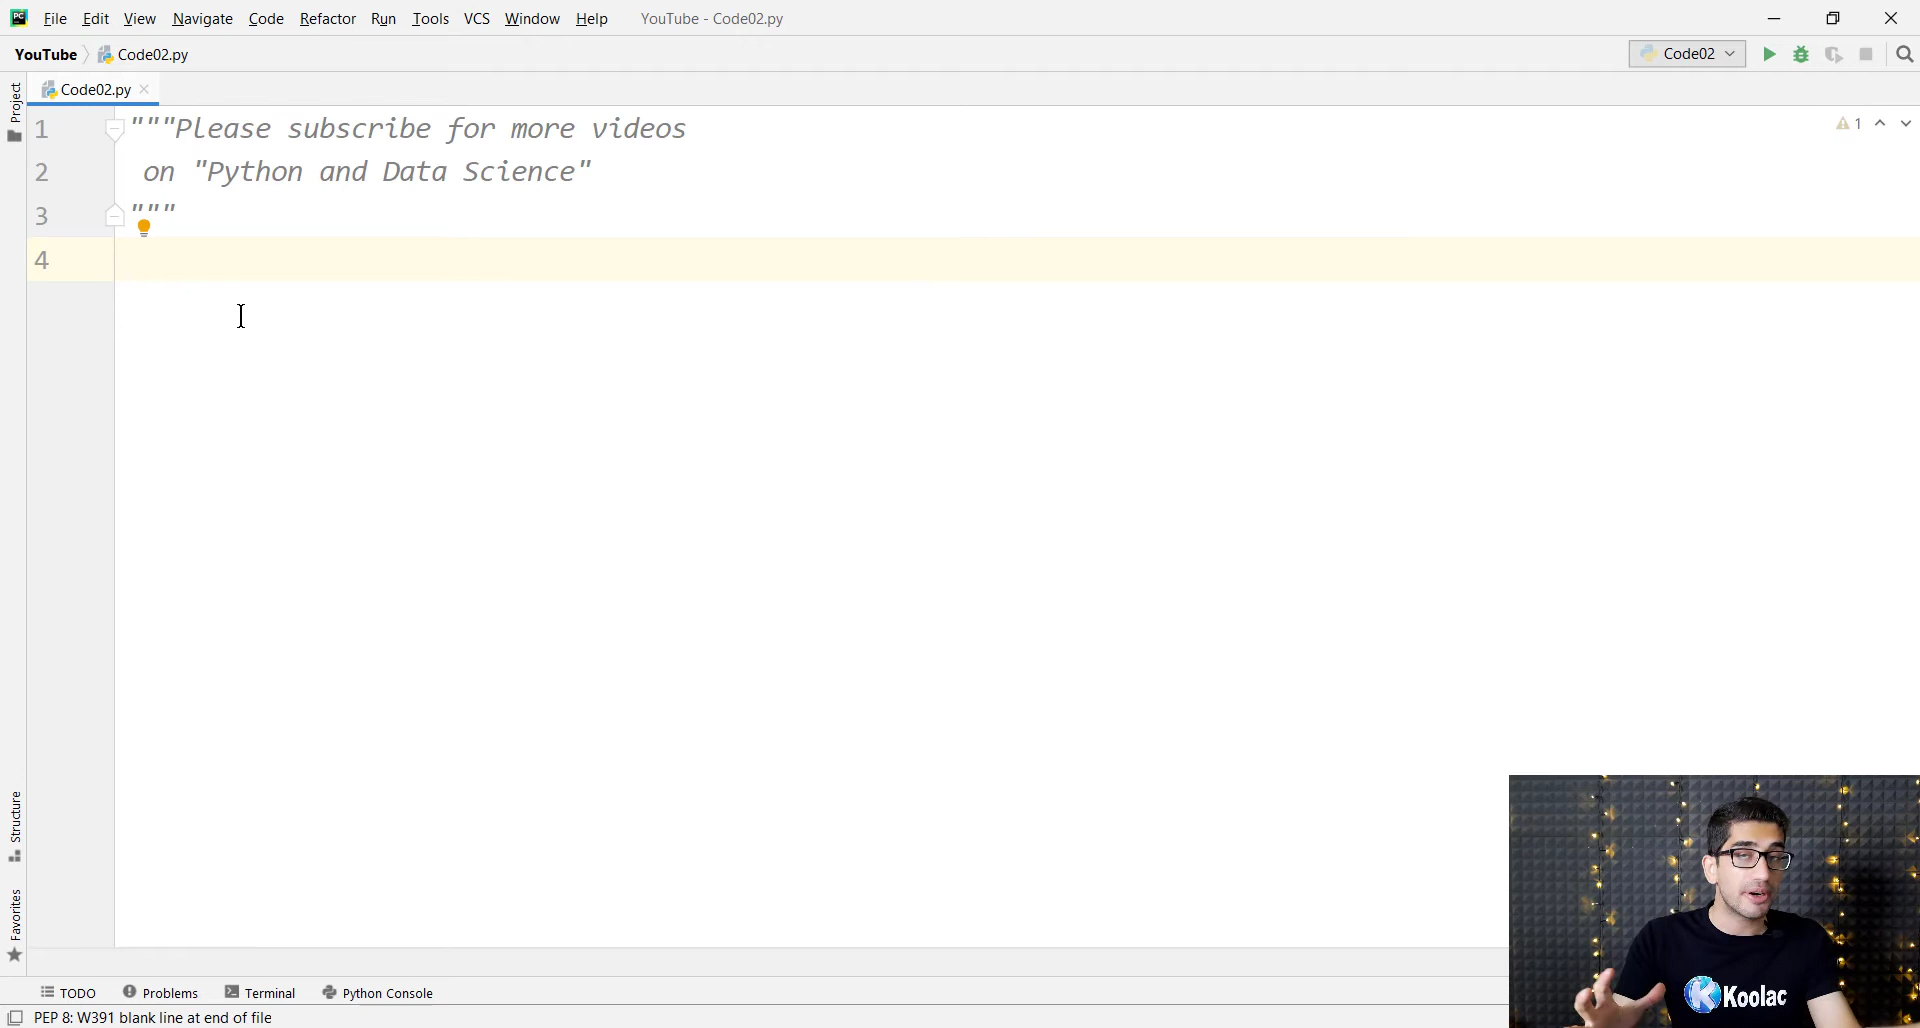 PC File Edit View Navigate Code Refactor Run Tools VCS Window Help YouTube - Code02.py
YouTube Code02.py Code02
Project
Code02.py
1 """Please subscribe for more videos
1
2 on "Python and Data Science"
3 """
4
Structure
Favorites
Koolac
TODO Problems Terminal Python Console
PEP 8: W391 blank line at end of file